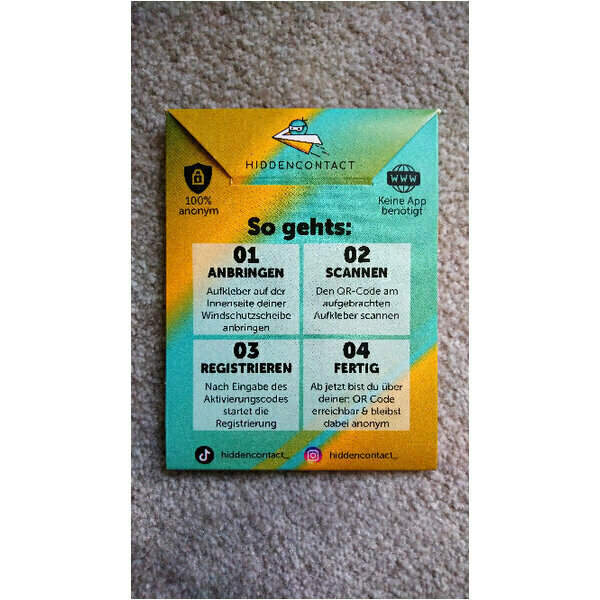 HIDDENCONTACT
100%
anonym
WWW
Keine App
benötigt
So gehts:
01
ANBRINGEN
Aufkleber auf der
Innenseite deiner
Windschutzscheibe
anbringen
02
SCANNEN
Den QR-Code am
aufgebrachten
Aufkleber scannen
03
REGISTRIEREN
Nach Eingabe des
Aktivierungscodes
startet die
Registrierung
04
FERTIG
Ab jetzt bist du über
deiner QR Code
erreichbar & bleibst
dabei anonym
hiddencontact_
hiddencontact_